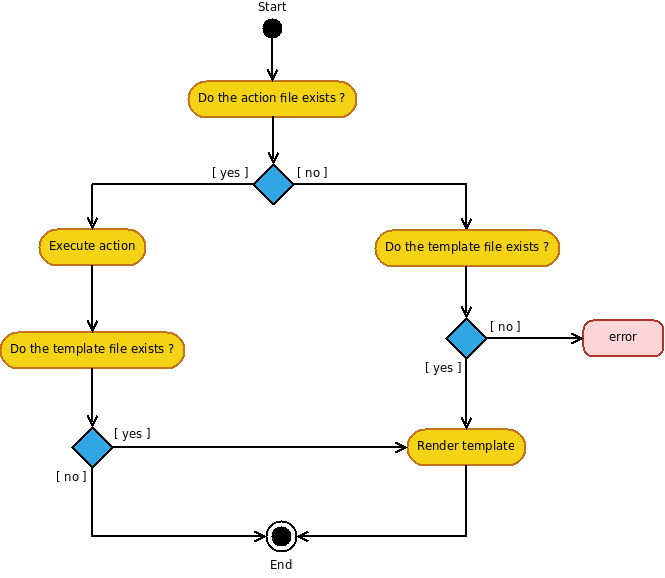 Start
Do the action file exists ?
[ yes ]
[ no ]
Execute action
Do the template file exists ?
[ no ]
error
Do the template file exists ?
[ yes ]
[ yes ]
Render template
[ no ]
End